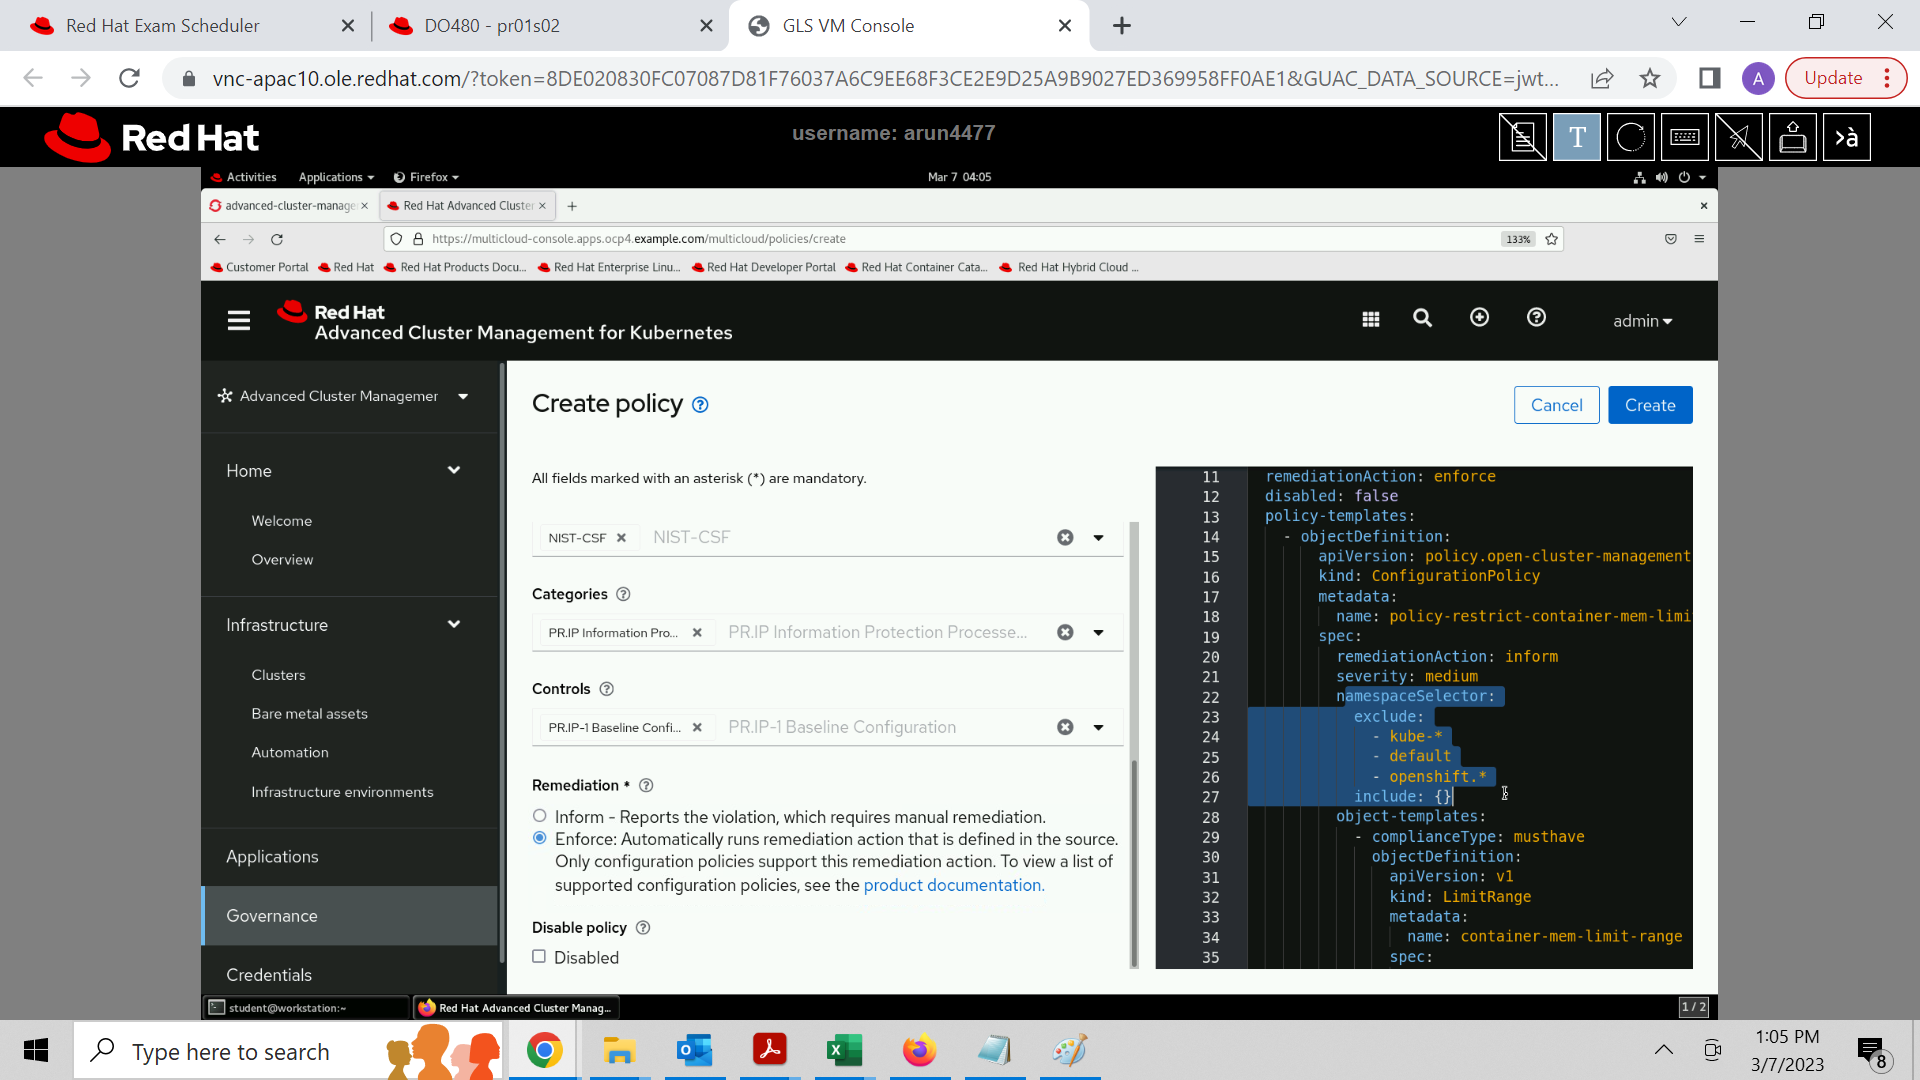 Red Hat Exam Scheduler
DO480 - pr01s02
GLS VM Console
vnc-apac10.ole.redhat.com/?token=8DE020830FC07087D81F76037A6C9EE68F3CE2E9D25A9B9027ED369958FF0AE1&GUAC_DATA_SOURCE=jwt...
A
Update
Red Hat
username: arun4477
T
>à
Activities
Applications
Firefox
Mar 7 04:05
advanced-cluster-manage
Red Hat Advanced Cluster
https://multicloud-console.apps.ocp4.example.com/multicloud/policies/create
133%
Customer Portal
Red Hat
Red Hat Products Docu...
Red Hat Enterprise Linu...
Red Hat Developer Portal
Red Hat Container Cata...
Red Hat Hybrid Cloud ...
Red Hat
Advanced Cluster Management for Kubernetes
admin
Advanced Cluster Managemer
Home
Welcome
Overview
Infrastructure
Clusters
Bare metal assets
Automation
Infrastructure environments
Applications
Governance
Credentials
Create policy
Cancel
Create
All fields marked with an asterisk (*) are mandatory.
NIST-CSF
NIST-CSF
Categories
PR.IP Information Pro...
PR.IP Information Protection Processe...
Controls
PR.IP-1 Baseline Confi...
PR.IP-1 Baseline Configuration
Remediation *
Inform - Reports the violation, which requires manual remediation.
Enforce: Automatically runs remediation action that is defined in the source.
Only configuration policies support this remediation action. To view a list of
supported configuration policies, see the product documentation.
Disable policy
Disabled
11 remediationAction: enforce
12 disabled: false
13 policy-templates:
14 - objectDefinition:
15 apiVersion: policy.open-cluster-management
16 kind: ConfigurationPolicy
17 metadata:
18 name: policy-restrict-container-mem-limi
19 spec:
20 remediationAction: inform
21 severity: medium
22 namespaceSelector:
23 exclude:
24 - kube-*
25 - default
26 - openshift.*
27 include: {}
28 object-templates:
29 - complianceType: musthave
30 objectDefinition:
31 apiVersion: v1
32 kind: LimitRange
33 metadata:
34 name: container-mem-limit-range
35 spec:
student@workstation:~
Red Hat Advanced Cluster Manag...
1 / 2
Type here to search
1:05 PM
3/7/2023
8